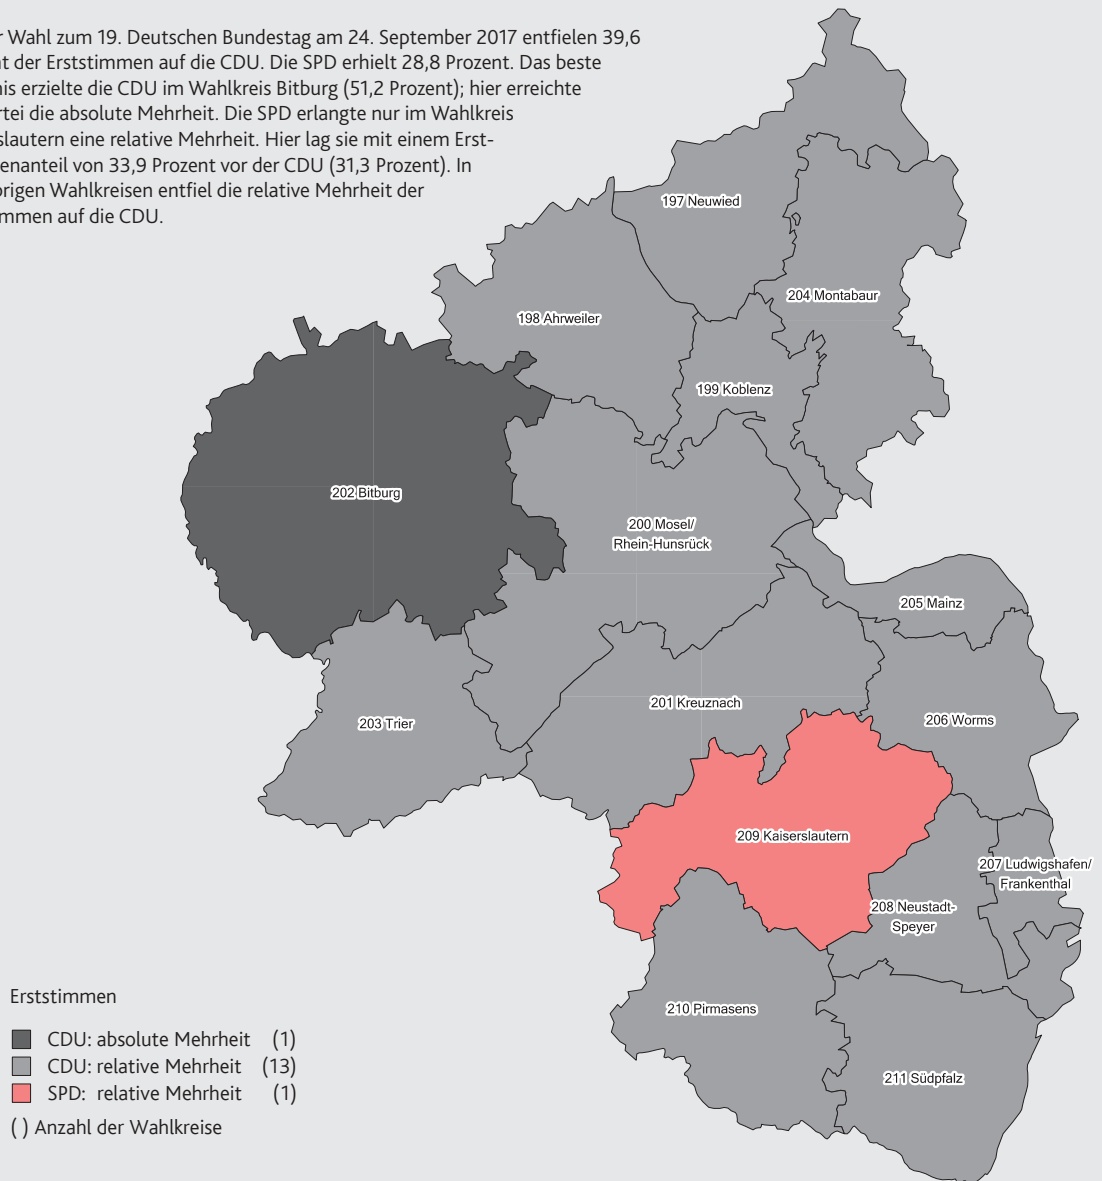 r Wahl zum 19. Deutschen Bundestag am 24. September 2017 entfielen 39,6
t der Erststimmen auf die CDU. Die SPD erhielt 28,8 Prozent. Das beste
nis erzielte die CDU im Wahlkreis Bitburg (51,2 Prozent); hier erreichte
rtei die absolute Mehrheit. Die SPD erlangte nur im Wahlkreis
slautern eine relative Mehrheit. Hier lag sie mit einem Erst-
enanteil von 33,9 Prozent vor der CDU (31,3 Prozent). In
rigen Wahlkreisen entfiel die relative Mehrheit der
mmen auf die CDU.
197 Neuwied
204 Montabaur
198 Ahrweiler
199 Koblenz
202 Bitburg
200 Mosel/
Rhein-Hunsrück
205 Mainz
201 Kreuznach
203 Trier
206 Worms
209 Kaiserslautern
207 Ludwigshafen/
Frankenthal
208 Neustadt-
Speyer
210 Pirmasens
211 Südpfalz
Erststimmen
CDU: absolute Mehrheit (1)
CDU: relative Mehrheit (13)
SPD: relative Mehrheit (1)
( ) Anzahl der Wahlkreise